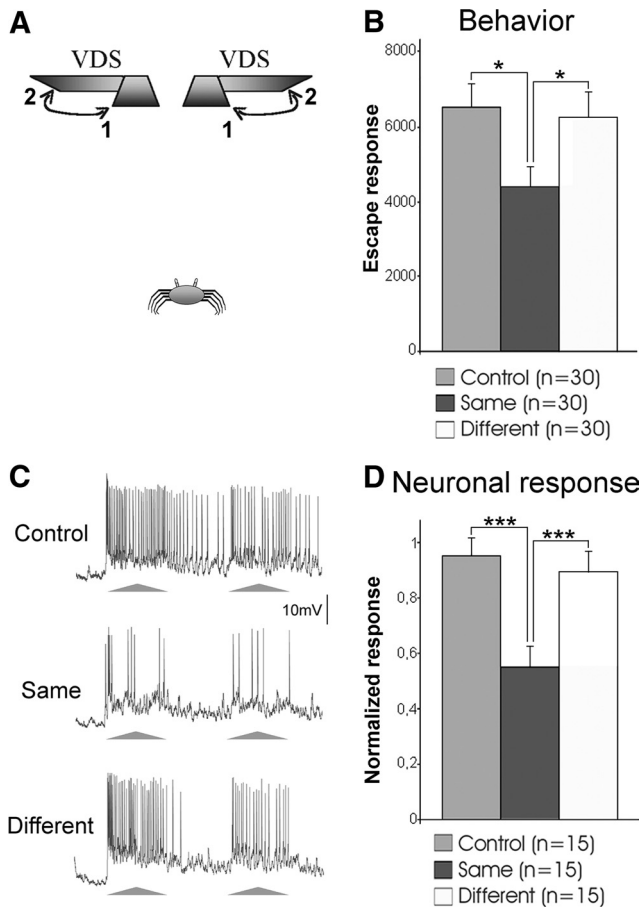 A
VDS VDS
2 2
1 1
B Behavior
Escape response
8000
6000
4000
2000
0
* *
Control (n=30)
Same (n=30)
Different (n=30)
C
Control
10mV
Same
Different
D Neuronal response
Normalized response
1
0,8
0,6
0,4
0,2
0
*** ***
Control (n=15)
Same (n=15)
Different (n=15)